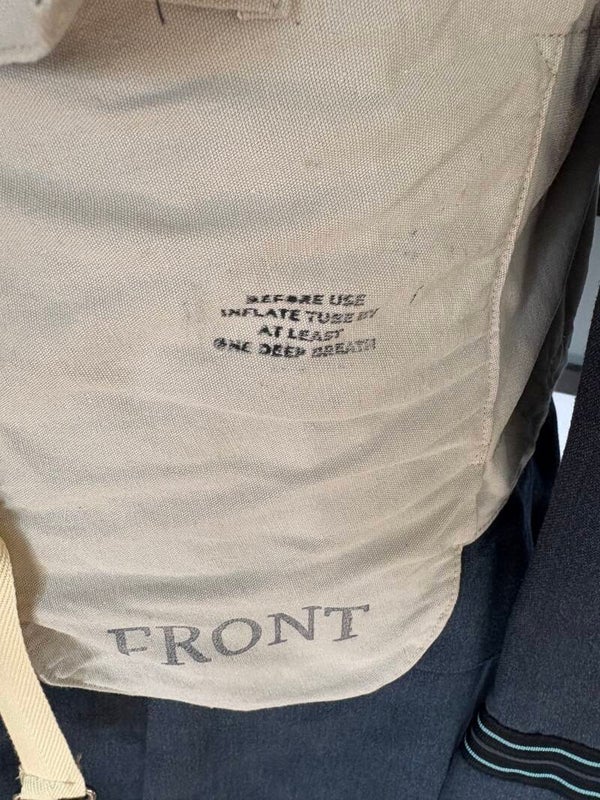 BEFORE USE
INFLATE TUBE BY
AT LEAST
ONE DEEP BREATH
FRONT